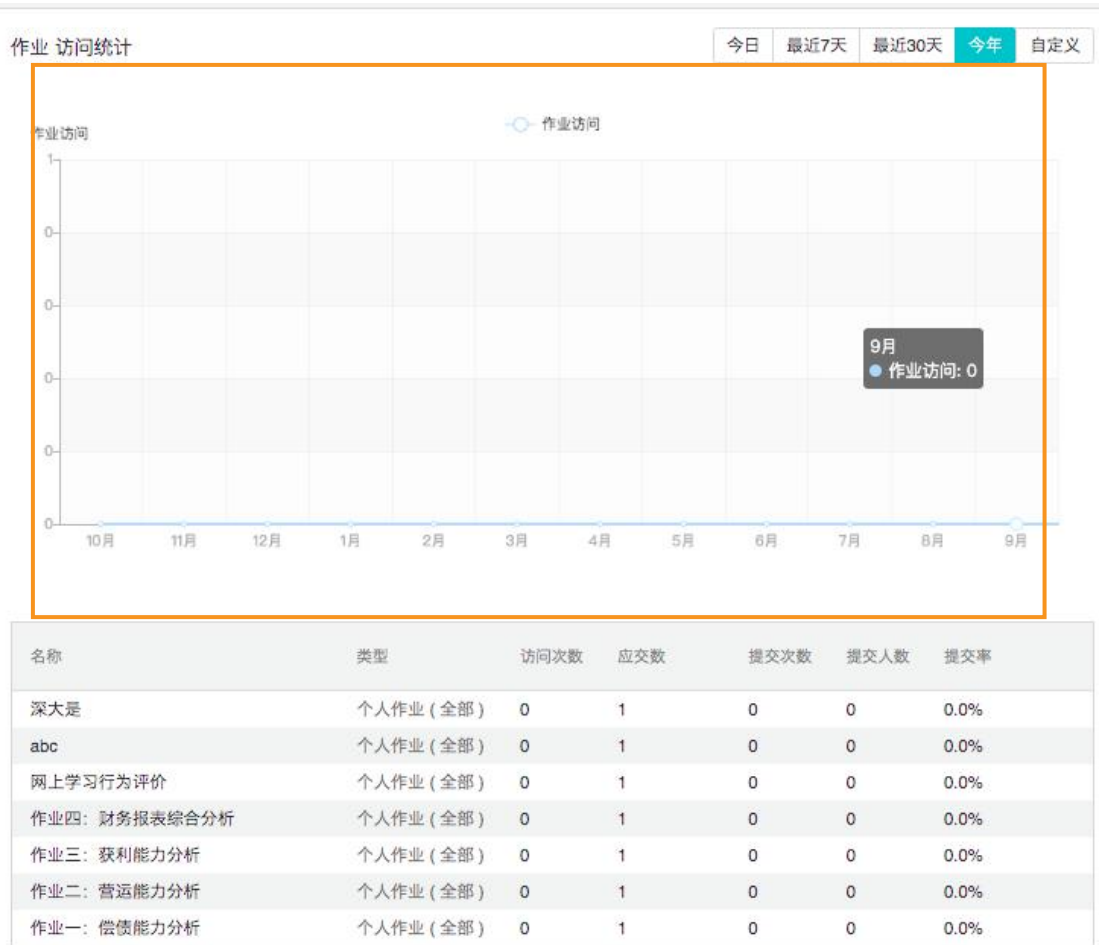 作业 访问统计
今日 最近7天 最近30天 今年 自定义
作业访问
作业访问
1
0
0
0
0
0
9月
作业访问: 0
10月 11月 12月 1月 2月 3月 4月 5月 6月 7月 8月 9月
名称 类型 访问次数 应交数 提交次数 提交人数 提交率
深大是 个人作业 ( 全部 ) 0 1 0 0 0.0%
abc 个人作业 ( 全部 ) 0 1 0 0 0.0%
网上学习行为评价 个人作业 ( 全部 ) 0 1 0 0 0.0%
作业四：财务报表综合分析 个人作业 ( 全部 ) 0 1 0 0 0.0%
作业三：获利能力分析 个人作业 ( 全部 ) 0 1 0 0 0.0%
作业二：营运能力分析 个人作业 ( 全部 ) 0 1 0 0 0.0%
作业一：偿债能力分析 个人作业 ( 全部 ) 0 1 0 0 0.0%